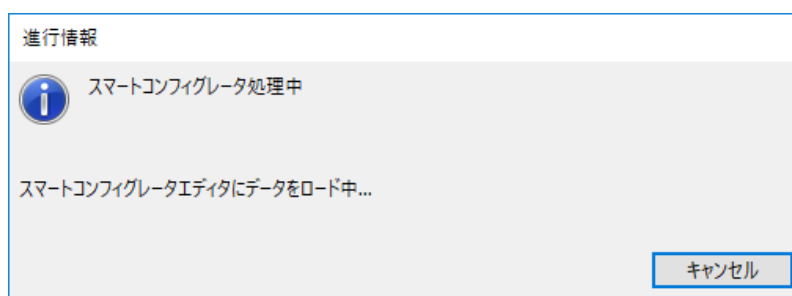 進行情報
スマートコンフィグレータ処理中
スマートコンフィグレータエディタにデータをロード中...
キャンセル